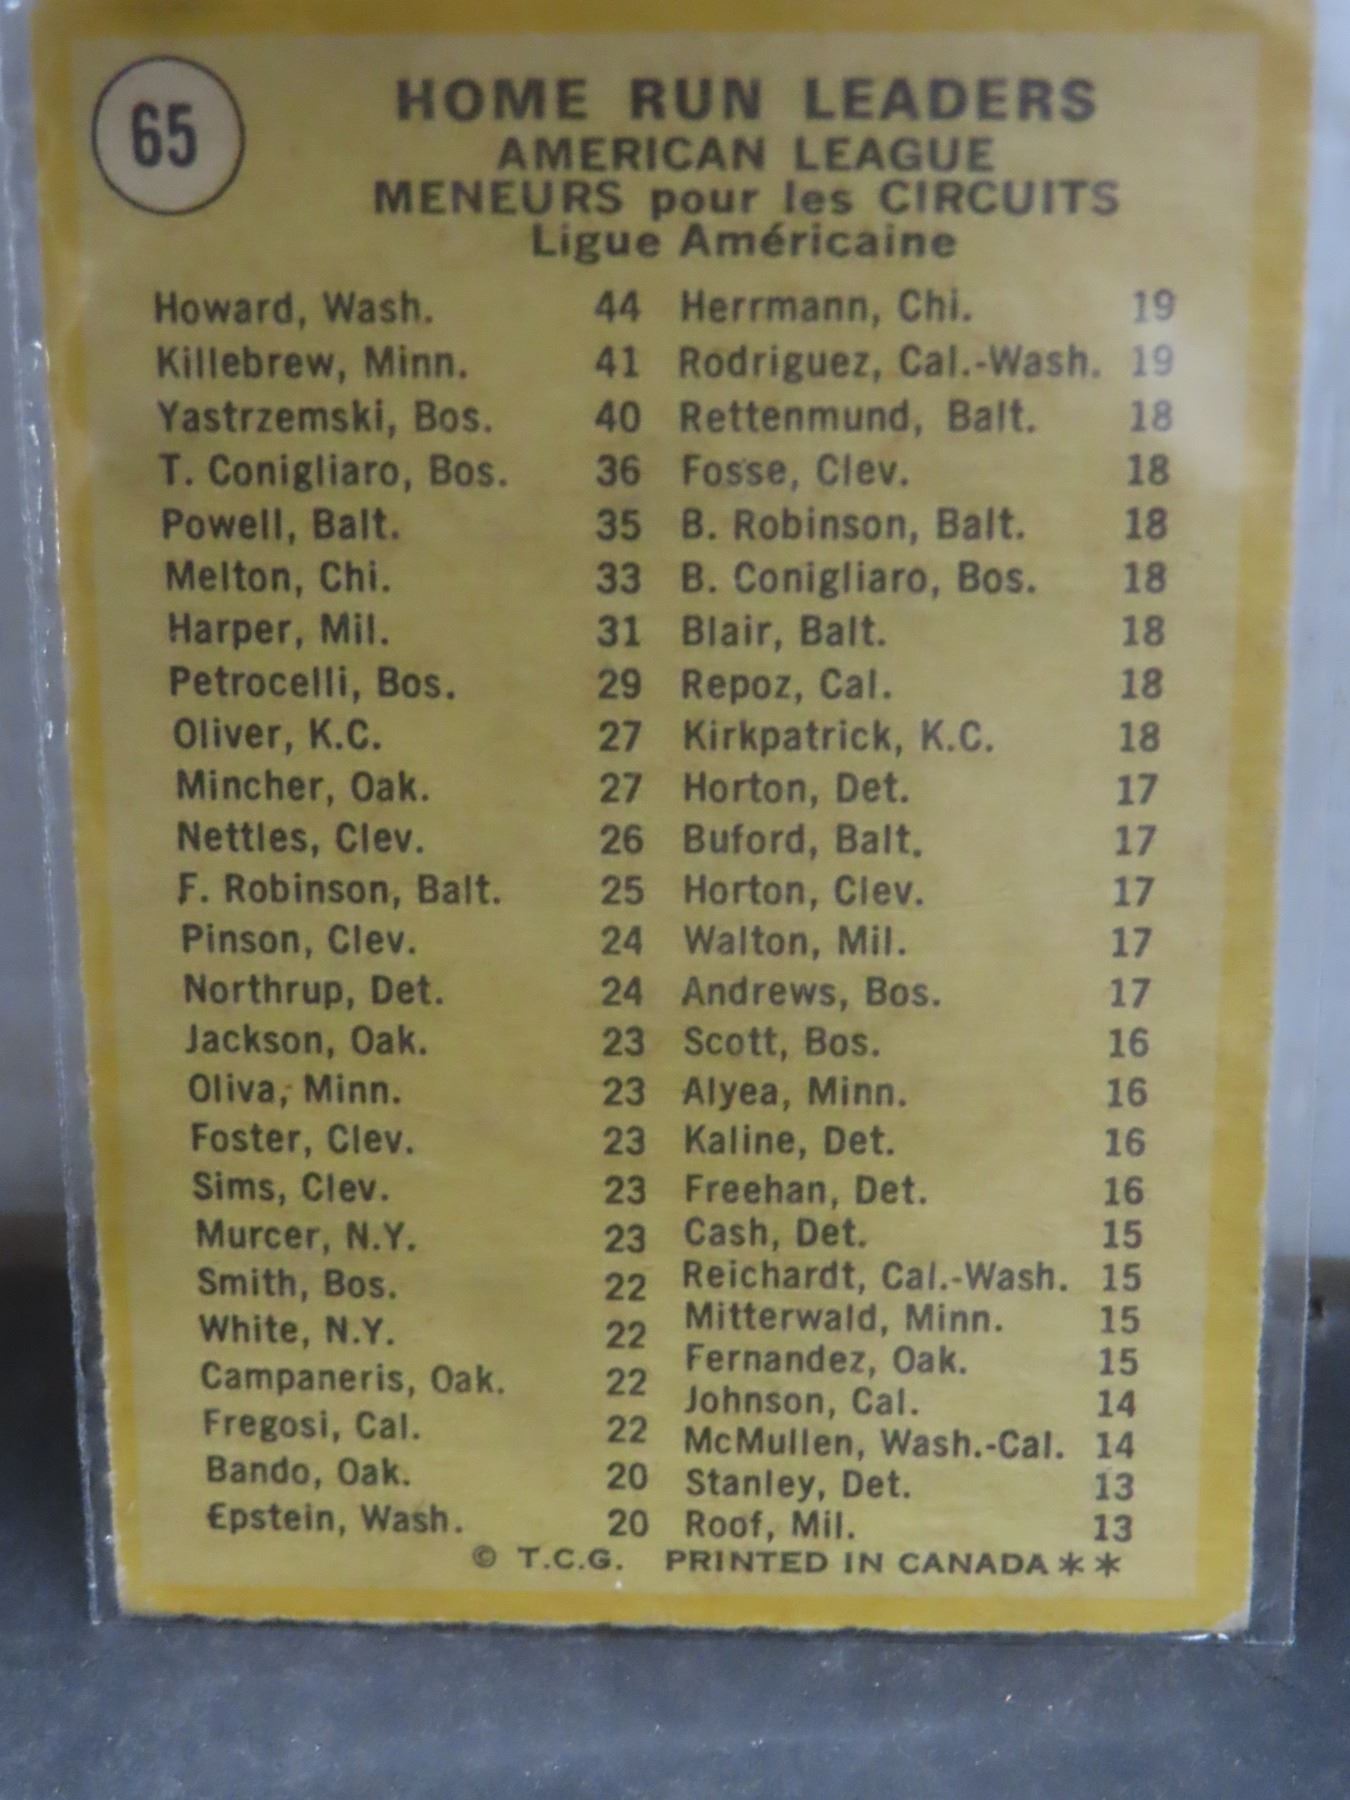 65
HOME RUN LEADERS
AMERICAN LEAGUE
MENEURS pour les CIRCUITS
Ligue Américaine
Howard, Wash. 44
Killebrew, Minn. 41
Yastrzemski, Bos. 40
T. Conigliaro, Bos. 36
Powell, Balt. 35
Melton, Chi. 33
Harper, Mil. 31
Petrocelli, Bos. 29
Oliver, K.C. 27
Mincher, Oak. 27
Nettles, Clev. 26
F. Robinson, Balt. 25
Pinson, Clev. 24
Northrup, Det. 24
Jackson, Oak. 23
Oliva, Minn. 23
Foster, Clev. 23
Sims, Clev. 23
Murcer, N.Y. 23
Smith, Bos. 22
White, N.Y. 22
Campaneris, Oak. 22
Fregosi, Cal. 22
Bando, Oak. 20
Epstein, Wash. 20
Herrmann, Chi. 19
Rodriguez, Cal.-Wash. 19
Rettenmund, Balt. 18
Fosse, Clev. 18
B. Robinson, Balt. 18
B. Conigliaro, Bos. 18
Blair, Balt. 18
Repoz, Cal. 18
Kirkpatrick, K.C. 18
Horton, Det. 17
Buford, Balt. 17
Horton, Clev. 17
Walton, Mil. 17
Andrews, Bos. 17
Scott, Bos. 16
Alyea, Minn. 16
Kaline, Det. 16
Freehan, Det. 16
Cash, Det. 15
Reichardt, Cal.-Wash. 15
Mitterwald, Minn. 15
Fernandez, Oak. 15
Johnson, Cal. 14
McMullen, Wash.-Cal. 14
Stanley, Det. 13
Roof, Mil. 13
© T.C.G. PRINTED IN CANADA * *